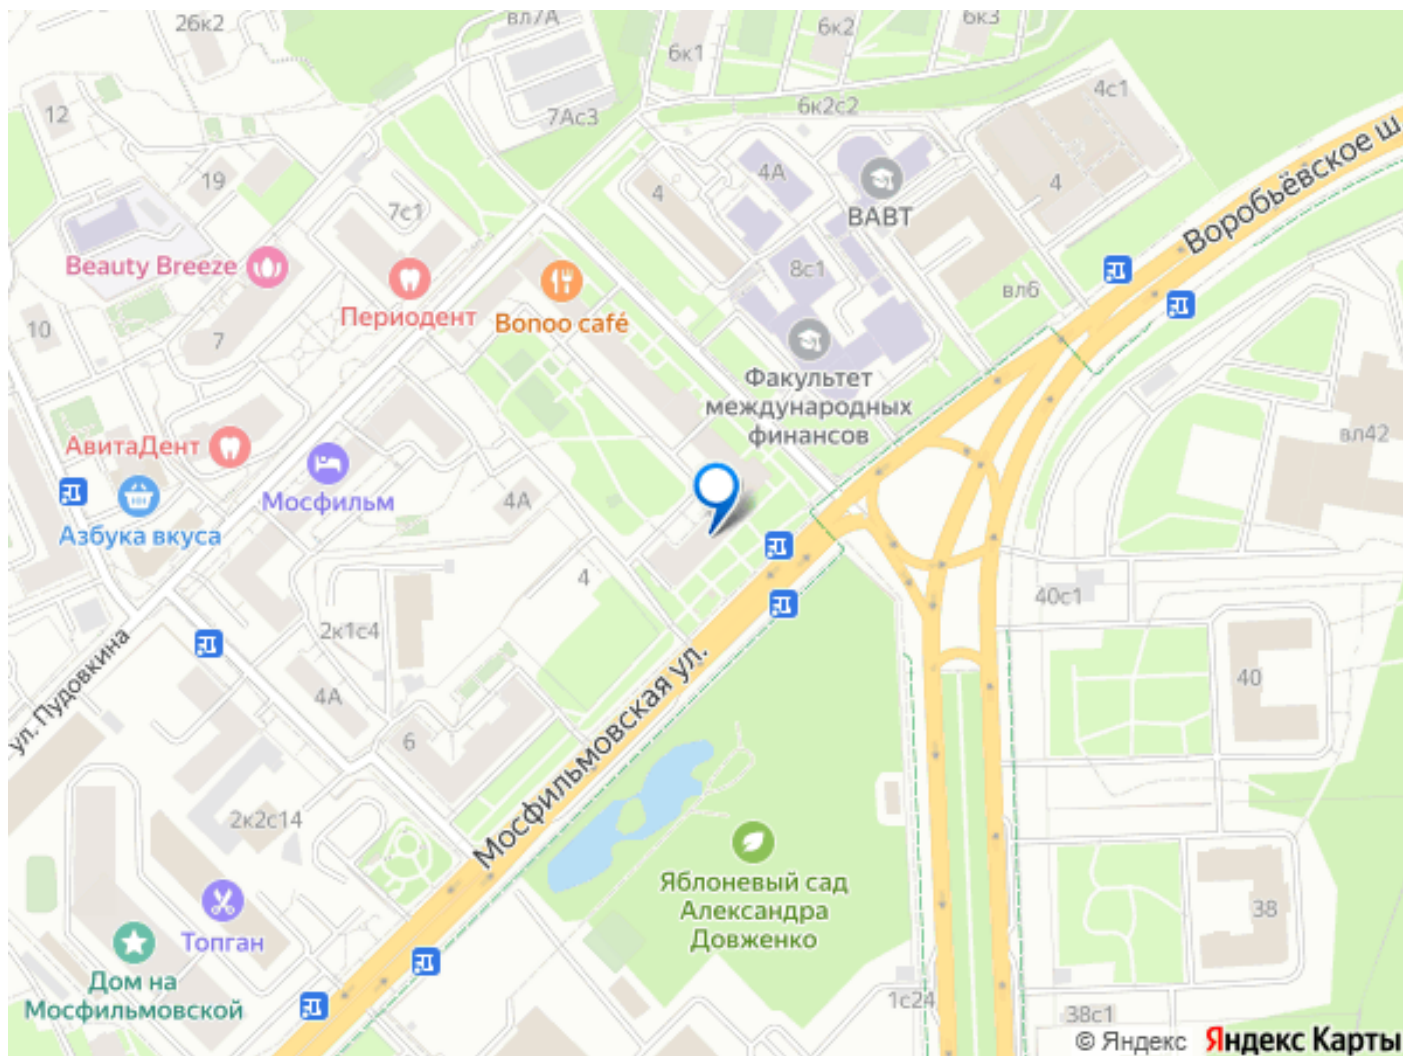 26к2
вл7А
6к2
6к3
6к1
4с1
12
7Ас3
6к2с2
19
4А
4
4
7с1
ВАВТ
Воробьёвское ш.
Beauty Breeze
8с1
вл6
Периодент
Bonoo café
10
7
Факультет
международных
финансов
АвитаДент
вл42
Мосфильм
4А
Азбука вкуса
4
40с1
2к1с4
ул. Пудовкина
4А
40
Мосфильмовская ул.
6
2к2с14
Яблоневый сад
Александра
Довженко
38
Топган
Дом на
Мосфильмовской
1с24
38с1
© Яндекс Яндекс Карты